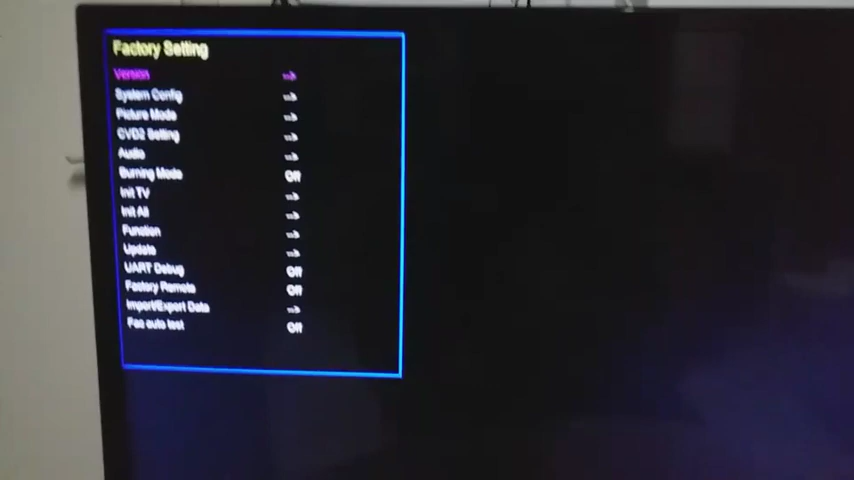 Factory Setting
Version -->
System Config -->
Picture Mode -->
CVD2 Setting -->
Audio -->
Burning Mode Off
Init TV -->
Init All -->
Function -->
Update -->
UART Debug Off
Factory Remote Off
Import/Export Data -->
Fac auto test Off